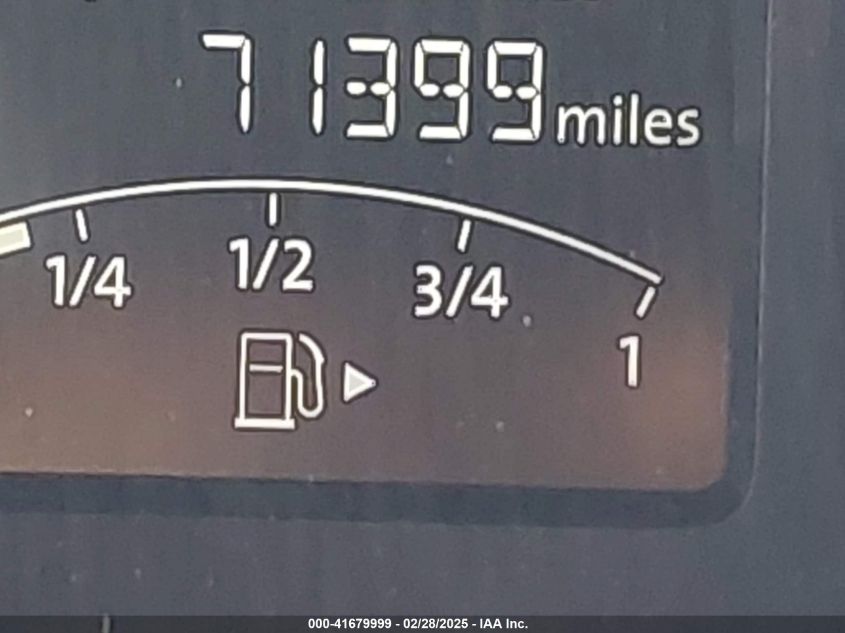 71399 miles
1/4 1/2 3/4 1
000-41679999 - 02/28/2025 - IAA Inc.